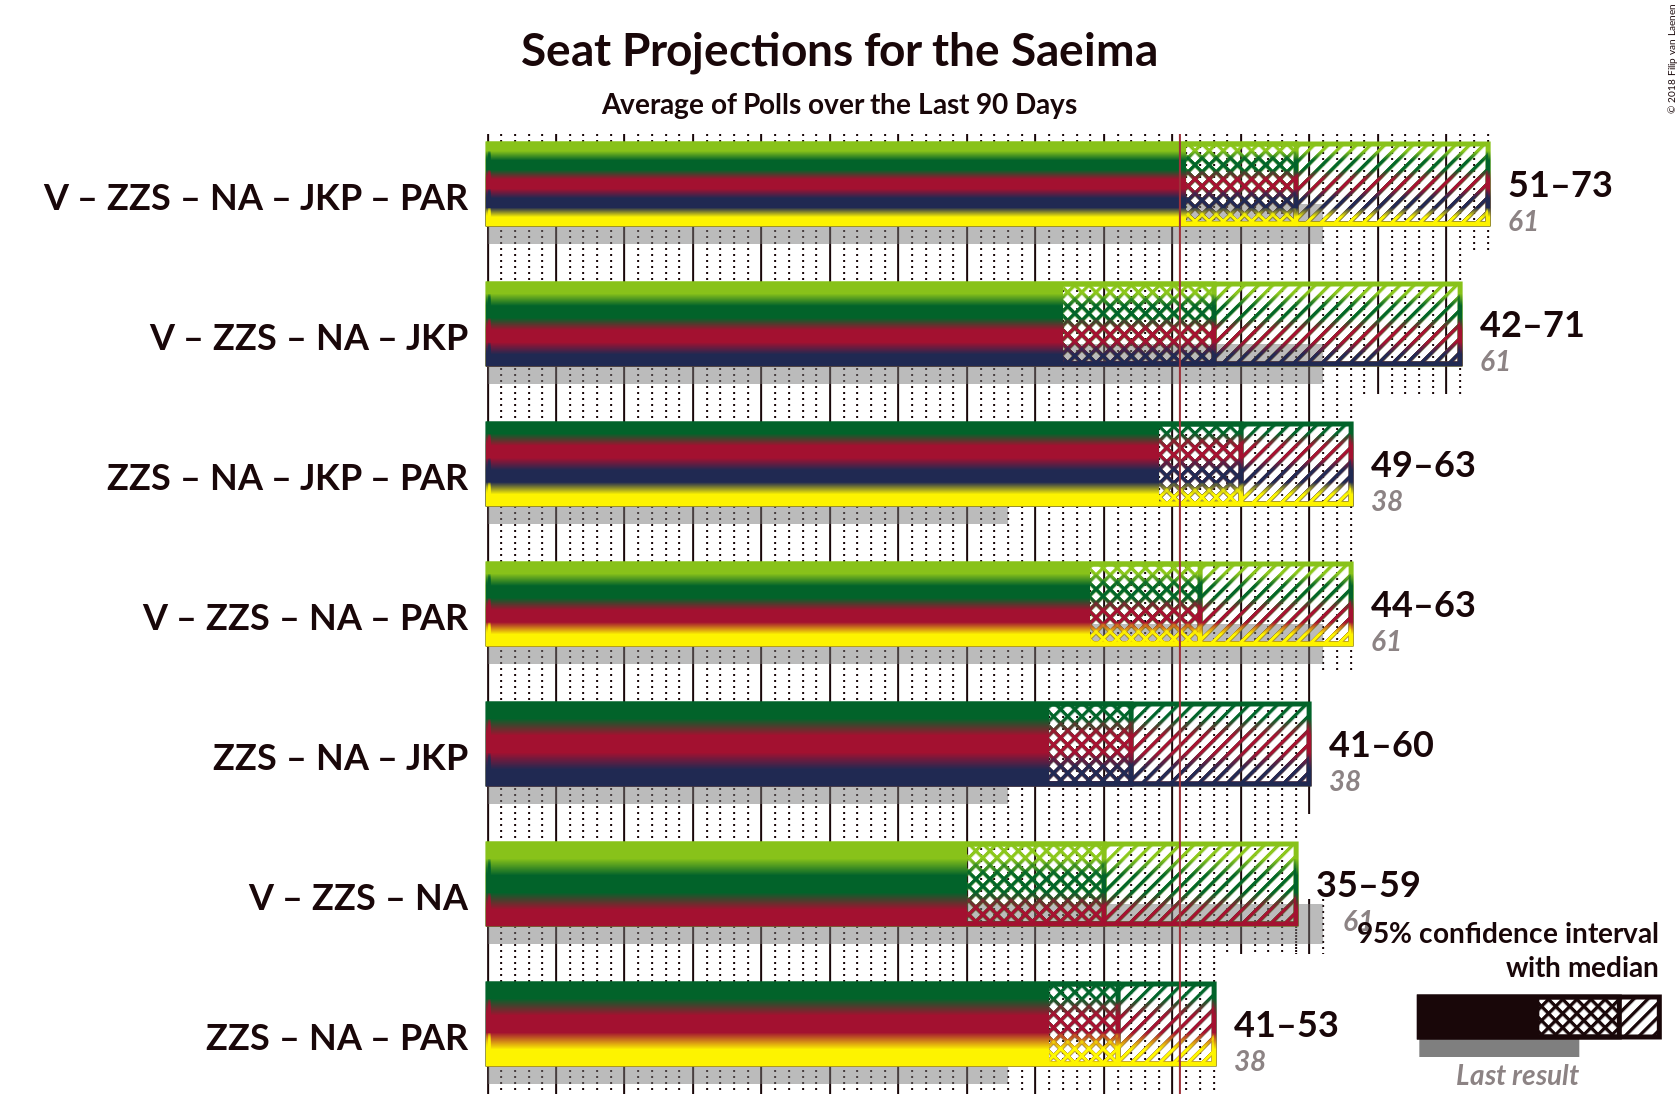 Seat Projections for the Saeima
Average of Polls over the Last 90 Days
© 2018 Filip van Laenen
V – ZZS – NA – JKP – PAR
51–73
61
V – ZZS – NA – JKP
42–71
61
ZZS – NA – JKP – PAR
49–63
38
V – ZZS – NA – PAR
44–63
61
ZZS – NA – JKP
41–60
38
V – ZZS – NA
35–59
61
ZZS – NA – PAR
41–53
38
95% confidence interval
with median
Last result